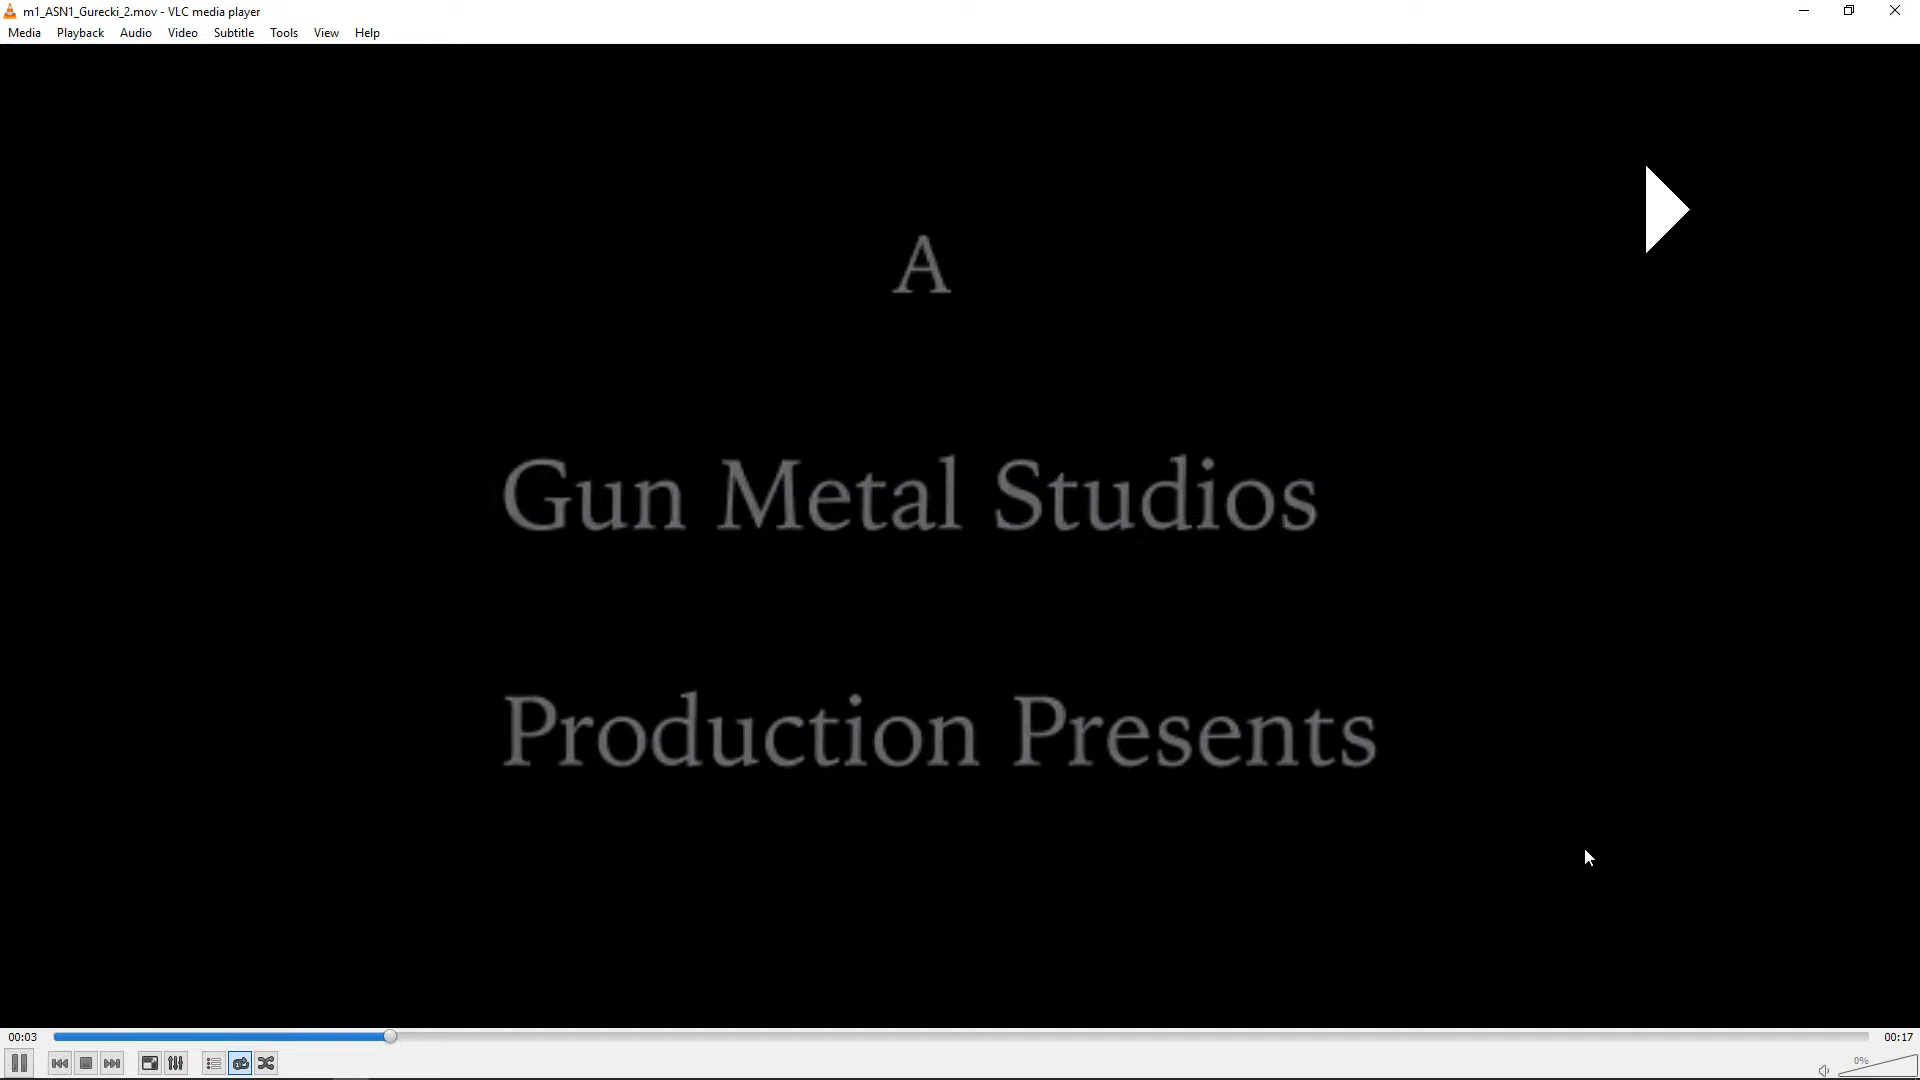 m1_ASN1_Gurecki_2.mov - VLC media player
Media Playback Audio Video Subtitle Tools View Help
A
Gun Metal Studios
Production Presents
00:03
00:17
0%